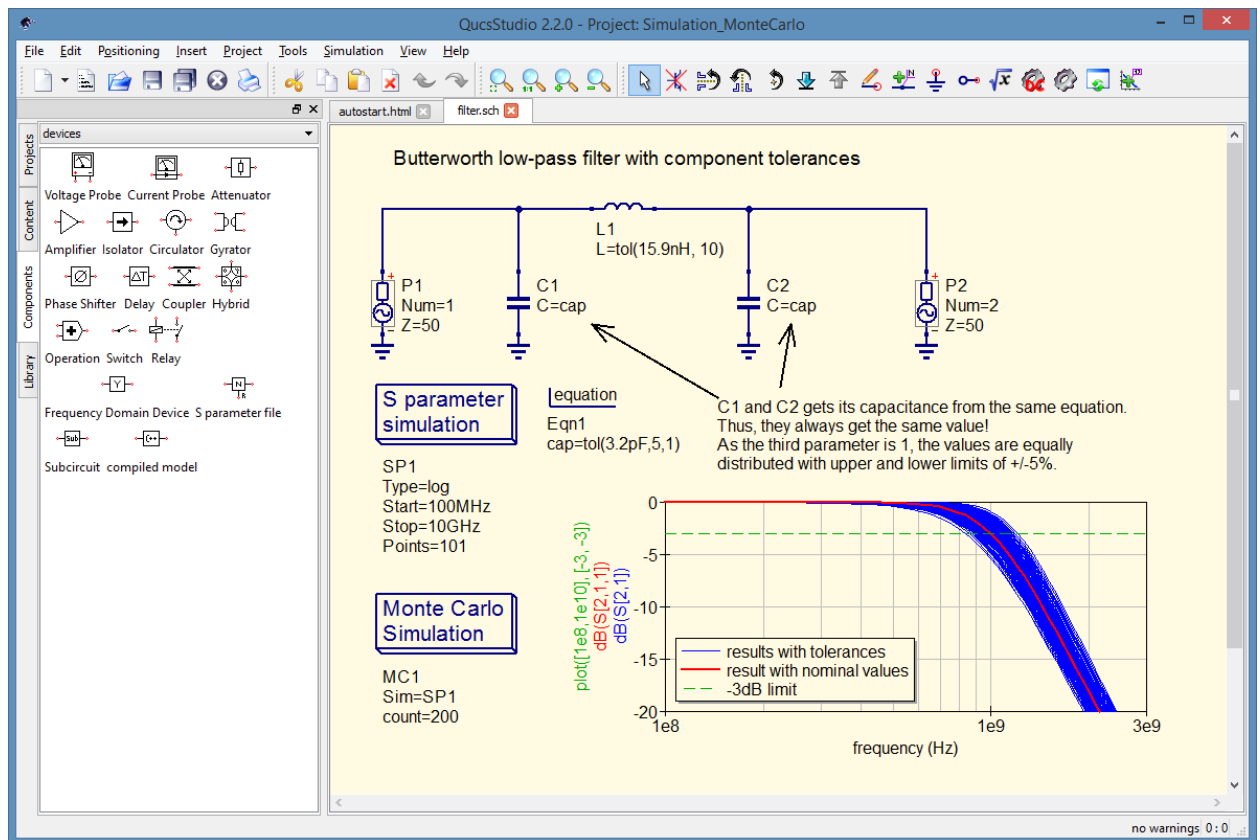 QucsStudio 2.2.0 - Project: Simulation_MonteCarlo
File Edit Positioning Insert Project Tools Simulation View Help
autostart.html
filter.sch
devices
Projects
Content
Components
Library
Voltage Probe Current Probe Attenuator
Amplifier Isolator Circulator Gyrator
Phase Shifter Delay Coupler Hybrid
Operation Switch Relay
Frequency Domain Device S parameter file
Subcircuit compiled model
Butterworth low-pass filter with component tolerances
L1
L=tol(15.9nH, 10)
P1
Num=1
Z=50
C1
C=cap
C2
C=cap
P2
Num=2
Z=50
S parameter
simulation
SP1
Type=log
Start=100MHz
Stop=10GHz
Points=101
equation
Eqn1
cap=tol(3.2pF,5,1)
C1 and C2 gets its capacitance from the same equation.
Thus, they always get the same value!
As the third parameter is 1, the values are equally
distributed with upper and lower limits of +/-5%.
Monte Carlo
Simulation
MC1
Sim=SP1
count=200
plot([1e8,1e10], [-3, -3])
dB(S[2,1,1])
dB(S[2,1])
0
-5
-10
-15
-20
results with tolerances
result with nominal values
-3dB limit
1e8
1e9
3e9
frequency (Hz)
no warnings 0 : 0